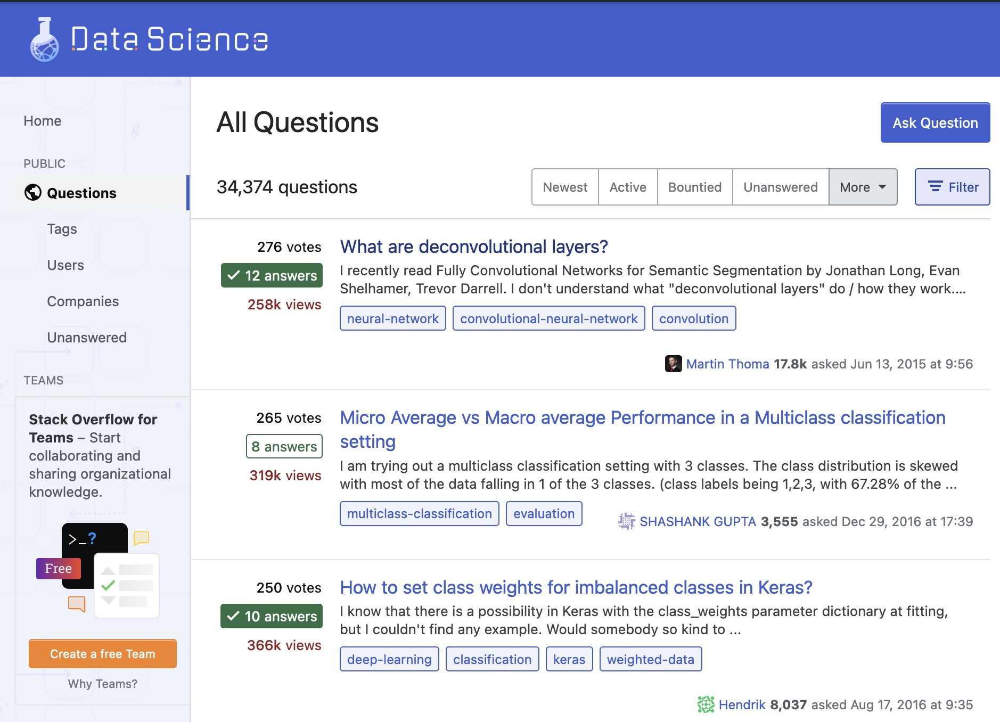 Data Science
Home
PUBLIC
Questions
Tags
Users
Companies
Unanswered
TEAMS
Stack Overflow for
Teams – Start
collaborating and
sharing organizational
knowledge.
>_?
Free
Create a free Team
Why Teams?
All Questions
Ask Question
34,374 questions
Newest Active Bountied Unanswered More Filter
276 votes
12 answers
258k views
What are deconvolutional layers?
I recently read Fully Convolutional Networks for Semantic Segmentation by Jonathan Long, Evan
Shelhamer, Trevor Darrell. I don't understand what "deconvolutional layers" do / how they work....
neural-network convolutional-neural-network convolution
Martin Thoma 17.8k asked Jun 13, 2015 at 9:56
265 votes
8 answers
319k views
Micro Average vs Macro average Performance in a Multiclass classification
setting
I am trying out a multiclass classification setting with 3 classes. The class distribution is skewed
with most of the data falling in 1 of the 3 classes. (class labels being 1,2,3, with 67.28% of the ...
multiclass-classification evaluation
SHASHANK GUPTA 3,555 asked Dec 29, 2016 at 17:39
250 votes
10 answers
366k views
How to set class weights for imbalanced classes in Keras?
I know that there is a possibility in Keras with the class_weights parameter dictionary at fitting,
but I couldn't find any example. Would somebody so kind to ...
deep-learning classification keras weighted-data
Hendrik 8,037 asked Aug 17, 2016 at 9:35